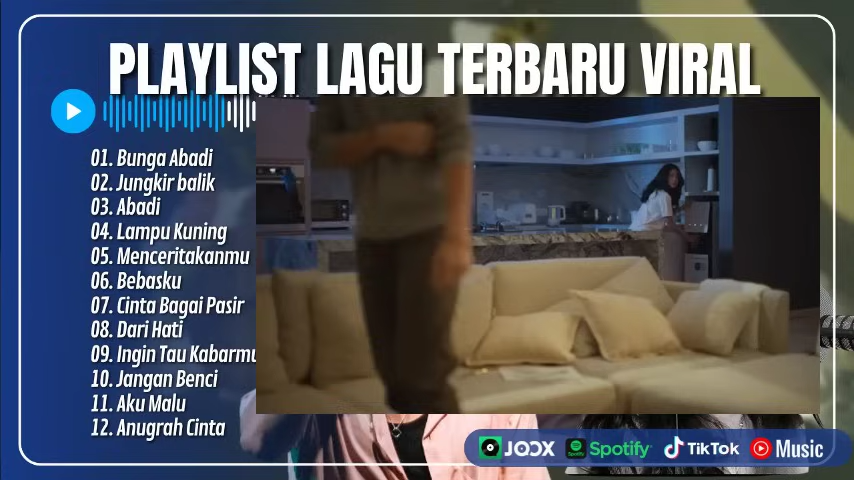 PLAYLIST LAGU TERBARU VIRAL
01. Bunga Abadi
02. Jungkir balik
03. Abadi
04. Lampu Kuning
05. Menceritakanmu
06. Bebasku
07. Cinta Bagai Pasir
08. Dari Hati
09. Ingin Tau Kabarmu
10. Jangan Benci
11. Aku Malu
12. Anugrah Cinta
JOOX Spotify Spotify TikTok Music